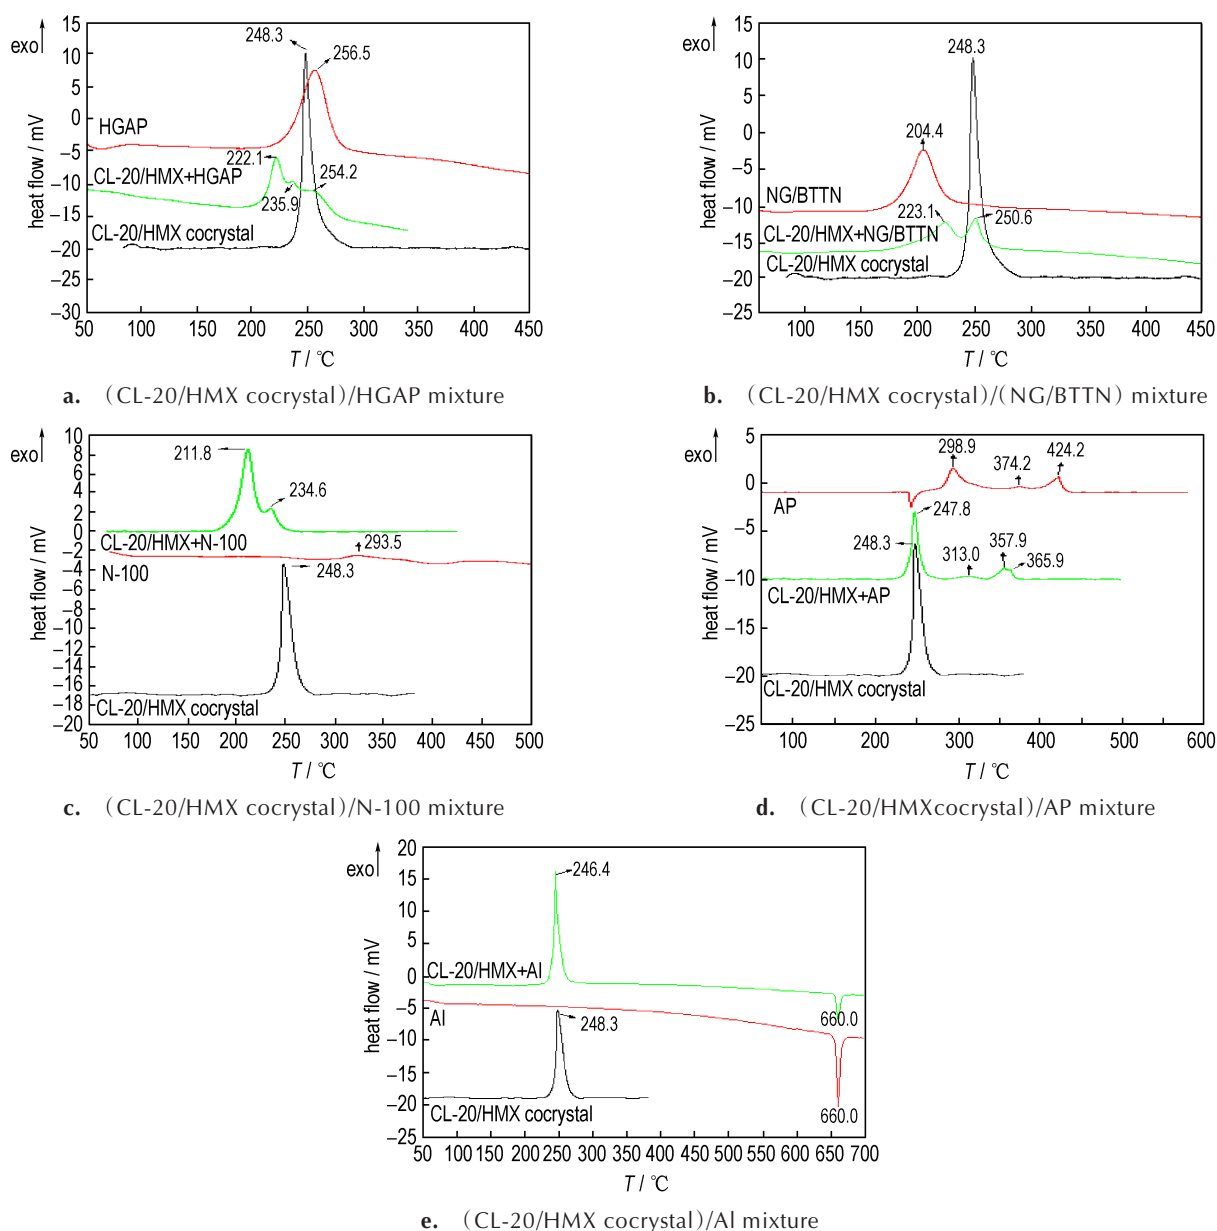 exo
heat flow / mV
15
10
5
0
−5
−10
−15
−20
−25
−30
248.3
256.5
HGAP
222.1
CL-20/HMX+HGAP
254.2
235.9
CL-20/HMX cocrystal
50 100 150 200 250 300 350 400 450
T / ℃
a. (CL-20/HMX cocrystal)/HGAP mixture
exo
heat flow / mV
15
10
5
0
−5
−10
−15
−20
−25
248.3
204.4
NG/BTTN
223.1
250.6
CL-20/HMX+NG/BTTN
CL-20/HMX cocrystal
100 150 200 250 300 350 400 450
T / ℃
b. (CL-20/HMX cocrystal)/(NG/BTTN) mixture
exo
heat flow / mV
10
8
6
4
2
0
−2
−4
−6
−8
−10
−12
−14
−16
−18
−20
211.8
234.6
CL-20/HMX+N-100
293.5
N-100
248.3
CL-20/HMX cocrystal
50 100 150 200 250 300 350 400 450 500
T / ℃
c. (CL-20/HMX cocrystal)/N-100 mixture
exo
heat flow / mV
5
0
−5
−10
−15
−20
−25
298.9
374.2
424.2
AP
247.8
248.3
313.0
357.9
365.9
CL-20/HMX+AP
CL-20/HMX cocrystal
100 200 300 400 500 600
T / ℃
d. (CL-20/HMXcocrystal)/AP mixture
exo
heat flow / mV
20
15
10
5
0
−5
−10
−15
−20
−25
246.4
CL-20/HMX+Al
660.0
Al
248.3
CL-20/HMX cocrystal
660.0
50 100 150 200 250 300 350 400 450 500 550 600 650 700
T / ℃
e. (CL-20/HMX cocrystal)/Al mixture